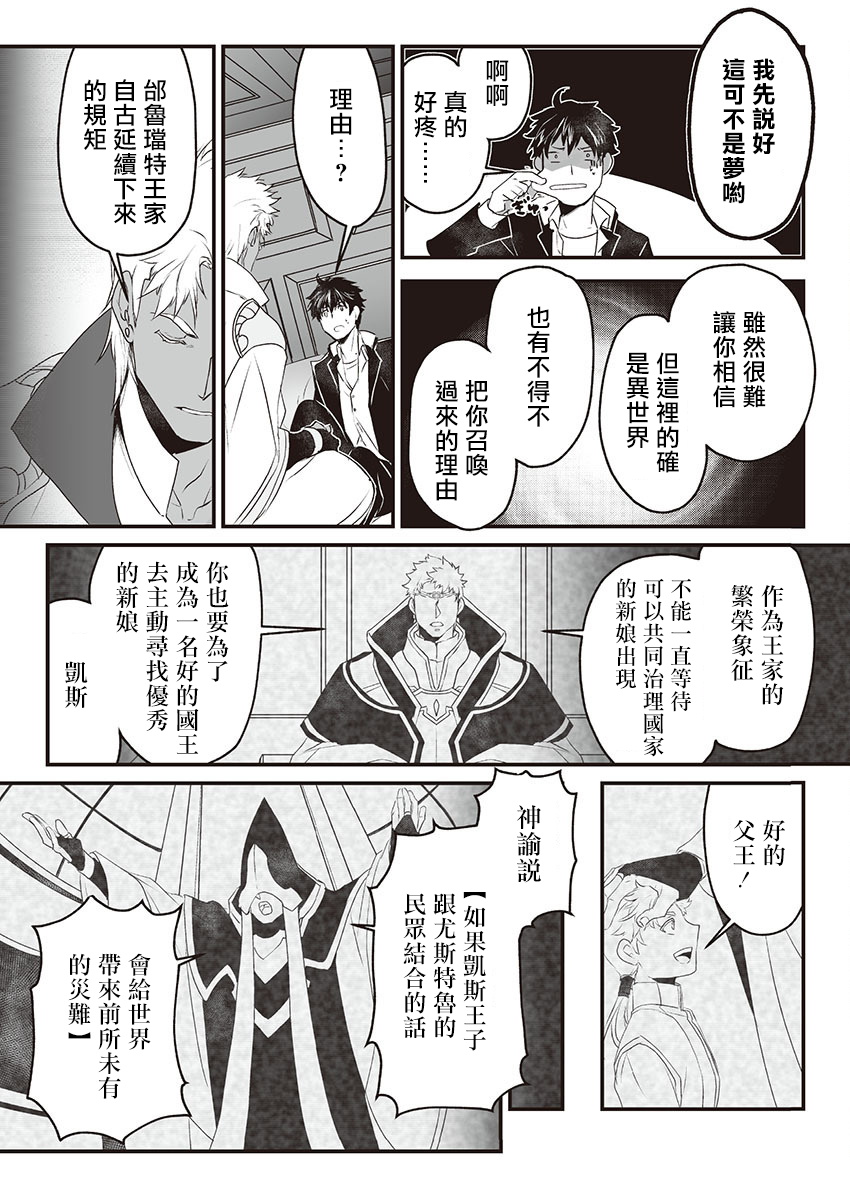 我先說好
這可不是夢喲
啊啊
真的
好疼……
雖然很難
讓你相信
但這裡的確
是異世界
也有不得不
把你召喚
過來的理由
理由…？
邰魯璫特王家
自古延續下來
的規矩
作為王家的
繁榮象征
不能一直等待
可以共同治理國家
的新娘出現
你也要為了
成為一名好的國王
去主動尋找優秀
的新娘
凱斯
好的
父王！
神諭説
【如果凱斯王子
跟尤斯特魯的
民眾結合的話
會給世界
帶來前所未有
的災難】